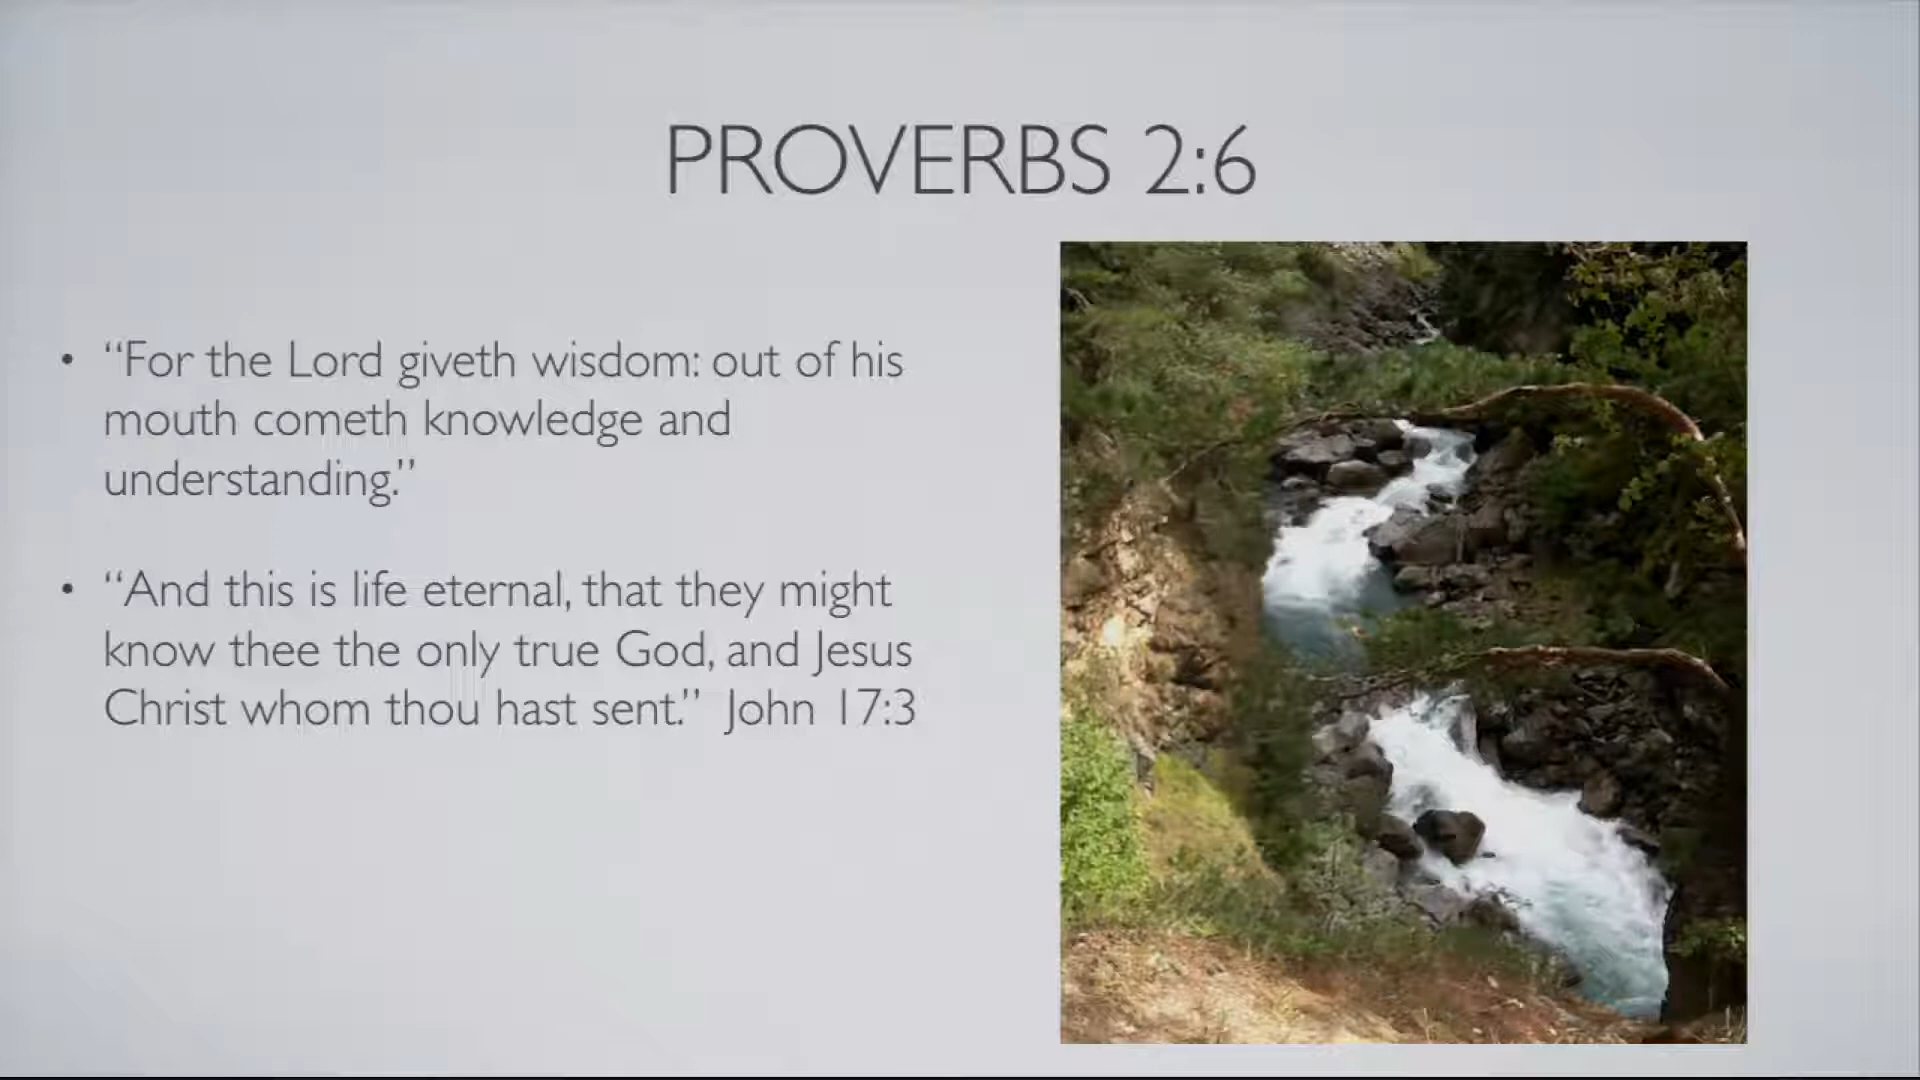 PROVERBS 2:6
• “For the Lord giveth wisdom: out of his
mouth cometh knowledge and
understanding.”
• “And this is life eternal, that they might
know thee the only true God, and Jesus
Christ whom thou hast sent.” John 17:3